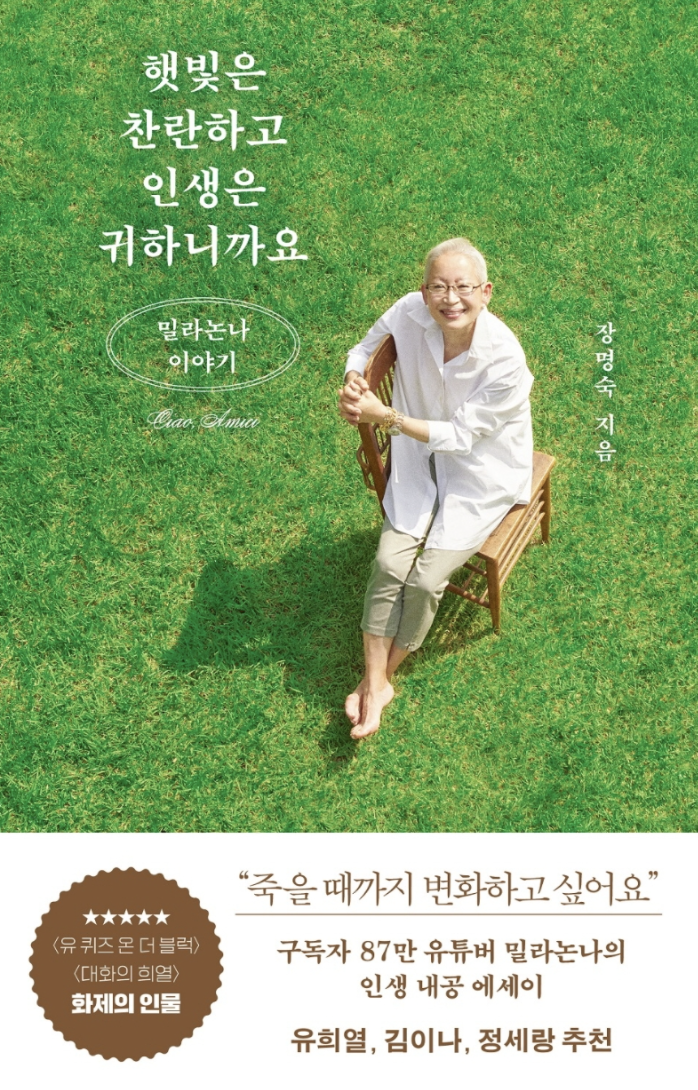 햇빛은
찬란하고
인생은
귀하니까요
밀라논나
이야기
Ciao, Amici
장명숙 지음
★★★★★
〈유 퀴즈 온 더 블럭〉
〈대화의 희열〉
화제의 인물
“죽을 때까지 변화하고 싶어요”
구독자 87만 유튜버 밀라논나의
인생 내공 에세이
유희열, 김이나, 정세랑 추천